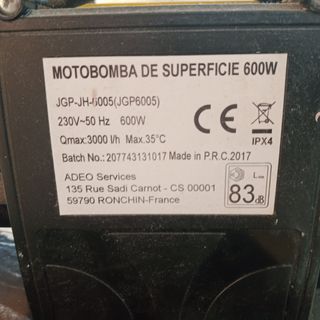 MOTOBOMBA DE SUPERFICIE 600W
JGP-JH-6005(JGP6005)
230V~50 Hz 600W
Qmax:3000 l/h Max.35°C
Batch No.:207743131017 Made in P.R.C.2017
ADEO Services
135 Rue Sadi Carnot - CS 00001
59790 RONCHIN-France
CE
IPX4
83dB